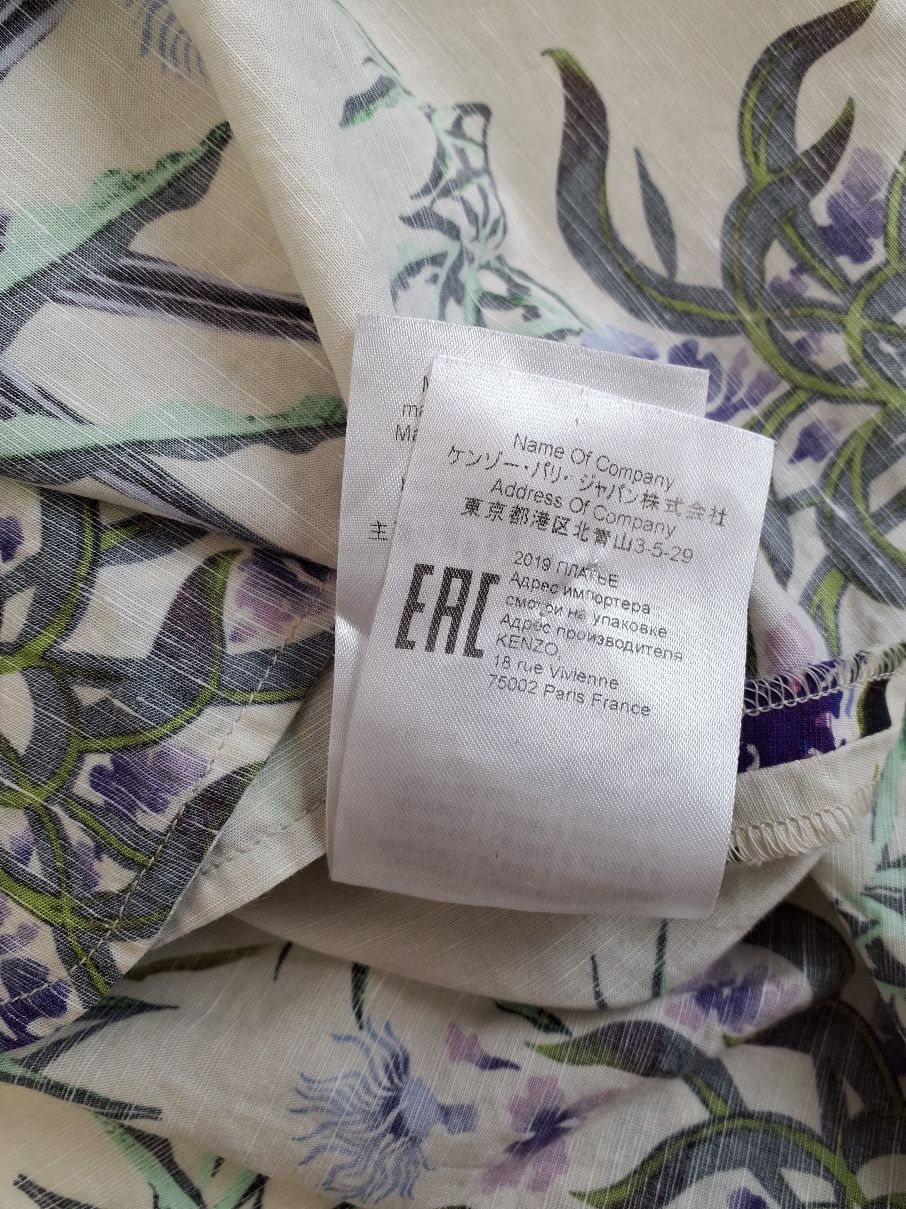 Name Of Company
ケンゾー・パリ・ジャパン株式会社
Address Of Company
東京都港区北青山3-5-29
EAC
2019 ПЛАТЬЕ
Адрес импортера
смотри на упаковке
Адрес производителя
KENZO
18 rue Vivienne
75002 Paris France
主